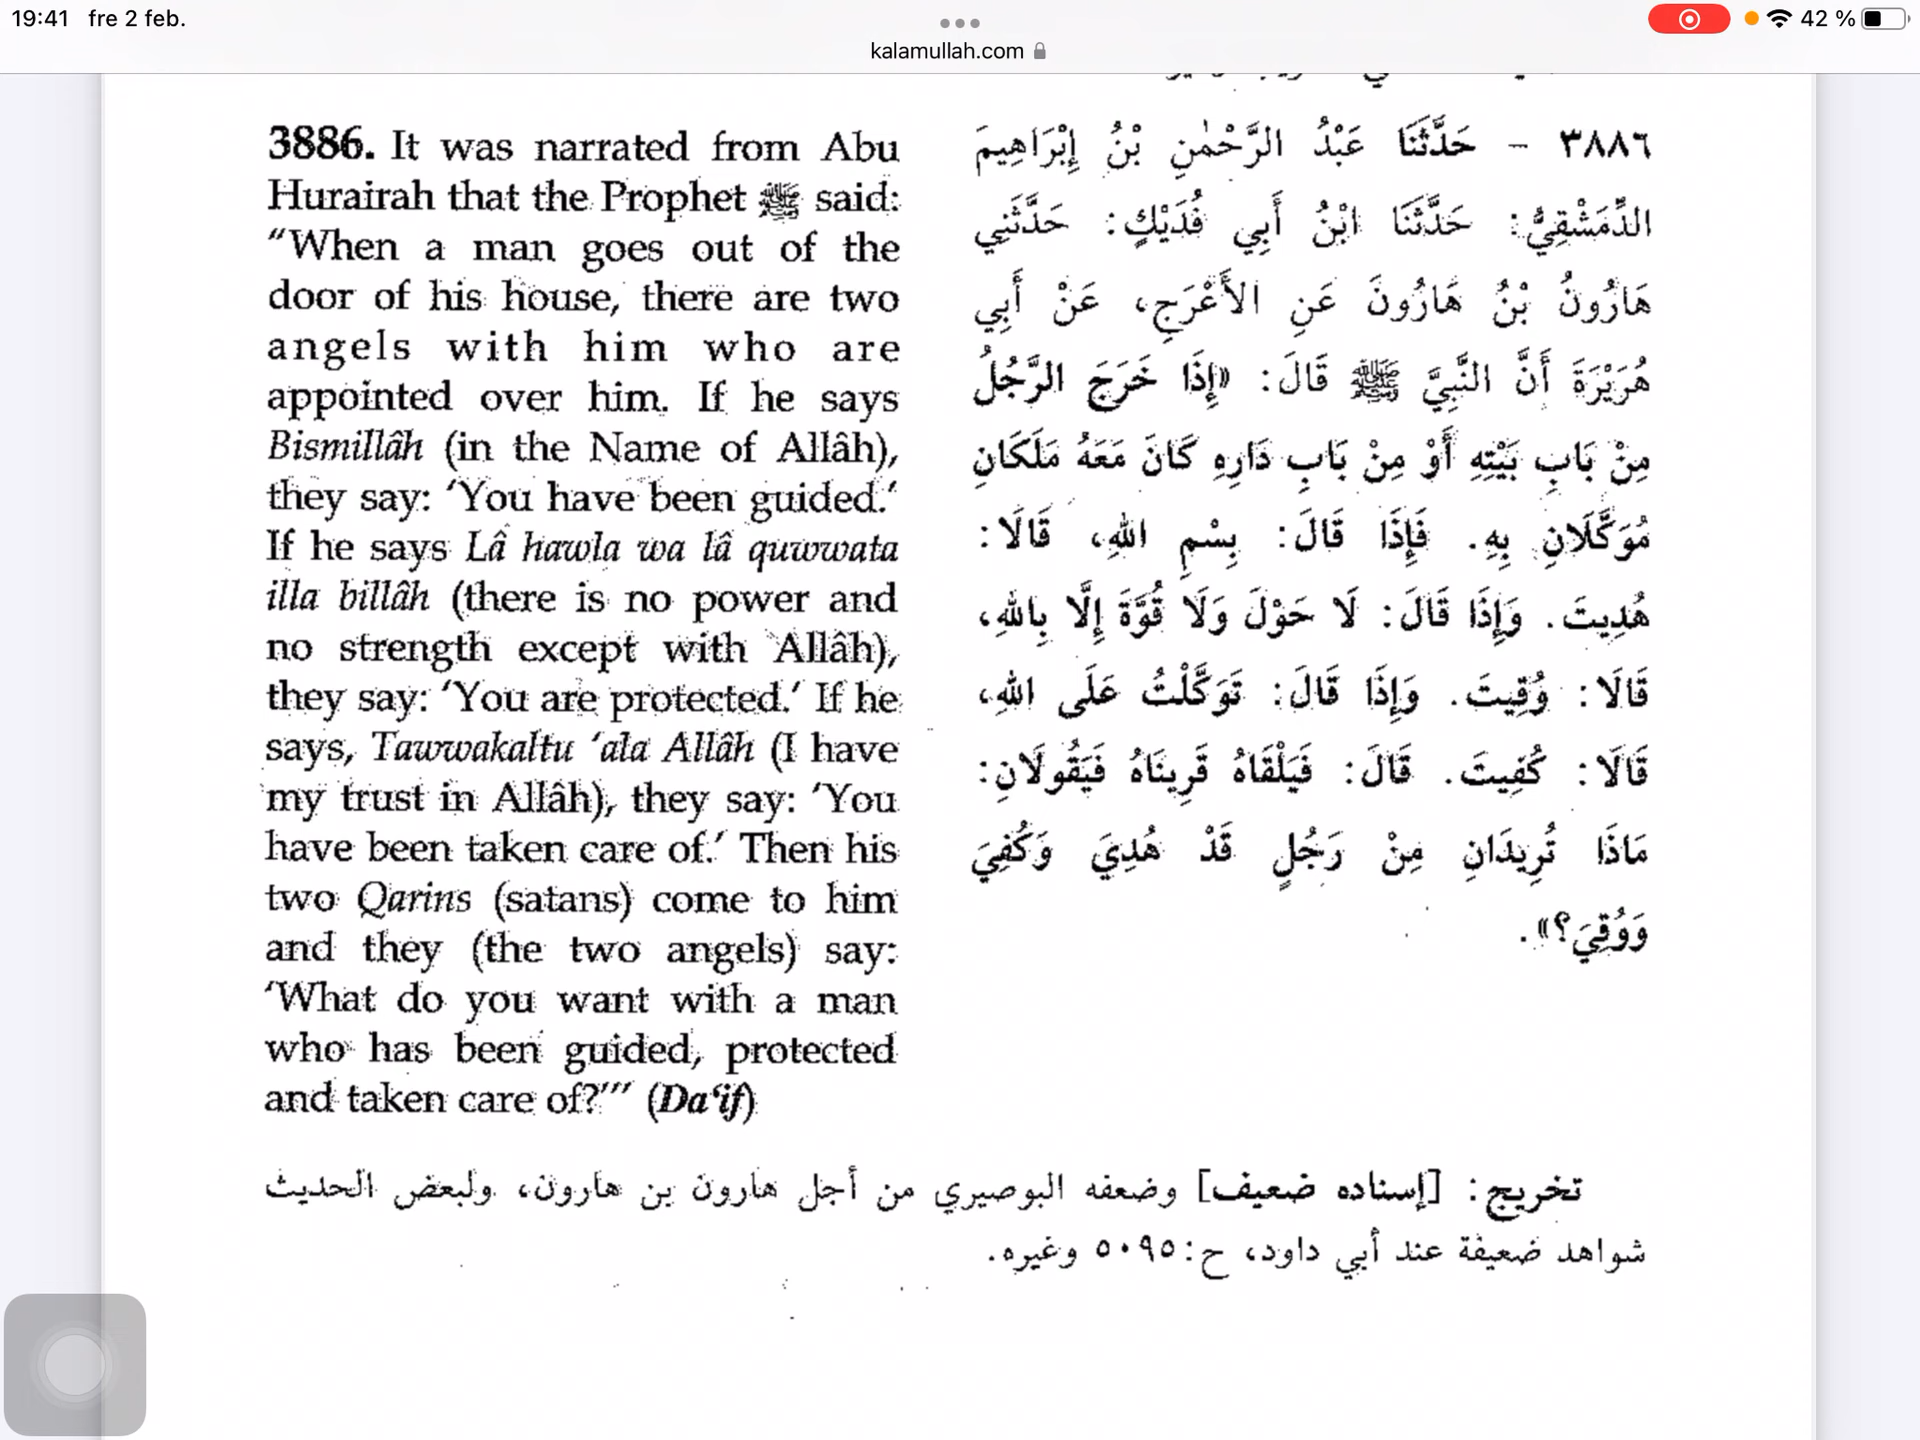 19:41 fre 2 feb.
42 %
kalamullah.com
3886. It was narrated from Abu
Hurairah that the Prophet ﷺ said:
“When a man goes out of the
door of his house, there are two
angels with him who are
appointed over him. If he says
Bismillâh (in the Name of Allâh),
they say: ‘You have been guided.’
If he says Lâ hawla wa lâ quwwata
illa billâh (there is no power and
no strength except with Allâh),
they say: ‘You are protected.’ If he
says, Tawwakaltu ‘ala Allâh (I have
my trust in Allâh), they say: ‘You
have been taken care of.’ Then his
two Qarins (satans) come to him
and they (the two angels) say:
‘What do you want with a man
who has been guided, protected
and taken care of?’” (Da‘if)
٣٨٨٦ – حَدَّثَنَا عَبْدُ الرَّحْمٰنِ بْنُ إِبْرَاهِيمَ
الدِّمَشْقِيُّ: حَدَّثَنَا ابْنُ أَبِي فُدَيْكٍ: حَدَّثَنِي
هَارُونُ بْنُ هَارُونَ عَنِ الأَعْرَجِ، عَنْ أَبِي
هُرَيْرَةَ أَنَّ النَّبِيَّ ﷺ قَالَ: «إِذَا خَرَجَ الرَّجُلُ
مِنْ بَابِ بَيْتِهِ أَوْ مِنْ بَابِ دَارِهِ كَانَ مَعَهُ مَلَكَانِ
مُوَكَّلَانِ بِهِ. فَإِذَا قَالَ: بِسْمِ اللهِ، قَالَا:
هُدِيتَ. وَإِذَا قَالَ: لَا حَوْلَ وَلَا قُوَّةَ إِلَّا بِاللهِ،
قَالَا: وُقِيتَ. وَإِذَا قَالَ: تَوَكَّلْتُ عَلَى اللهِ،
قَالَا: كُفِيتَ. قَالَ: فَيَلْقَاهُ قَرِينَاهُ فَيَقُولَانِ:
مَاذَا تُرِيدَانِ مِنْ رَجُلٍ قَدْ هُدِيَ وَكُفِيَ
وَوُقِيَ؟».
تخريج: [إسناده ضعيف] وضعفه البوصيري من أجل هارون بن هارون، ولبعض الحديث
شواهد ضعيفة عند أبي داود، ح:٥٠٩٥ وغيره.